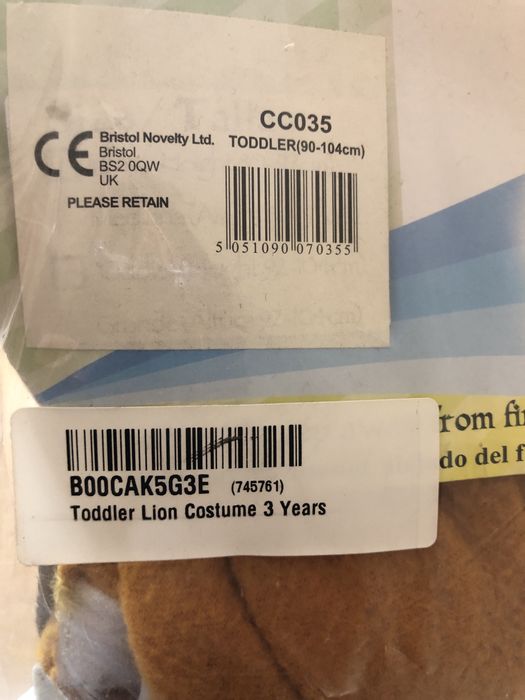 CC035
CE Bristol Novelty Ltd. TODDLER(90-104cm)
Bristol
BS2 0QW
UK
PLEASE RETAIN
5 051090 070355
rom fi
do del f
B00CAK5G3E (745761)
Toddler Lion Costume 3 Years